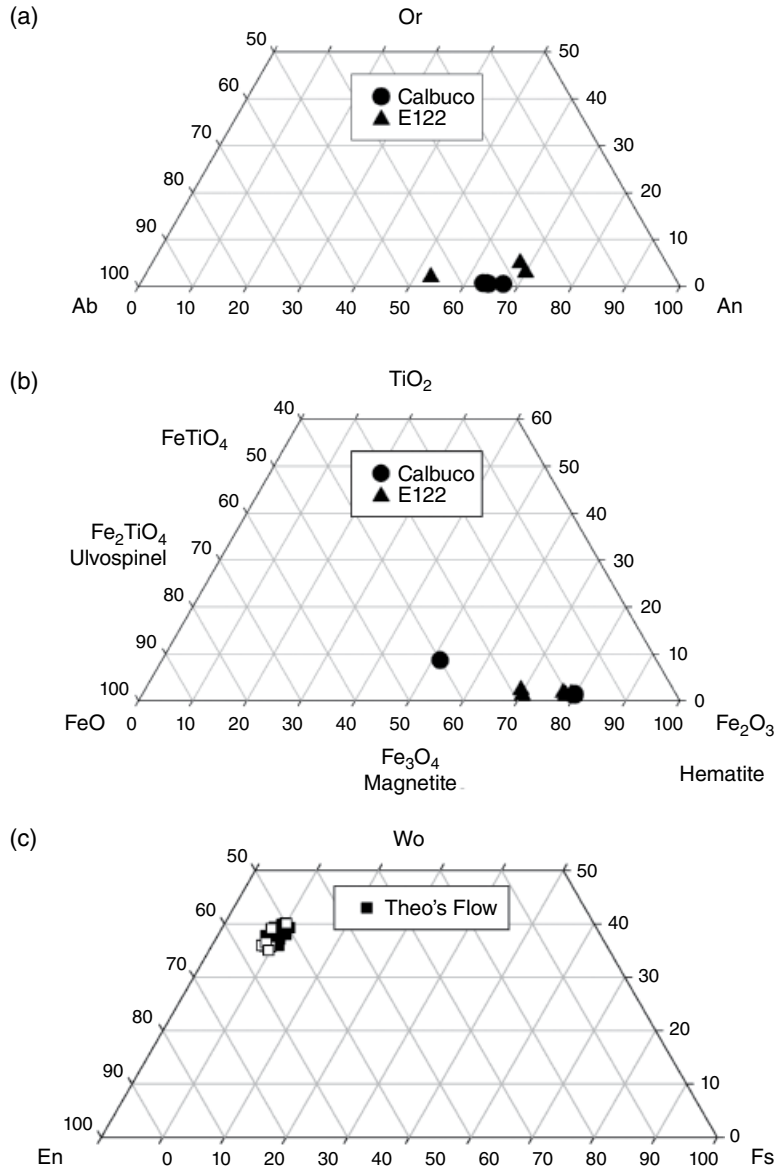 (a)
Or
50 50
Calbuco
E122
60 40
70 30
80 20
90 10
100 0
Ab 0 10 20 30 40 50 60 70 80 90 100 An
(b)
TiO2
40 60
FeTiO4
50 50
Calbuco
E122
60 40
Fe2TiO4
Ulvospinel
70 30
80 20
90 10
100 0
FeO 0 10 20 30 40 50 60 70 80 90 100 Fe2O3
Fe3O4
Magnetite
Hematite
(c)
Wo
50 50
Theo's Flow
60 40
70 30
80 20
90 10
100 0
En 0 10 20 30 40 50 60 70 80 90 100 Fs